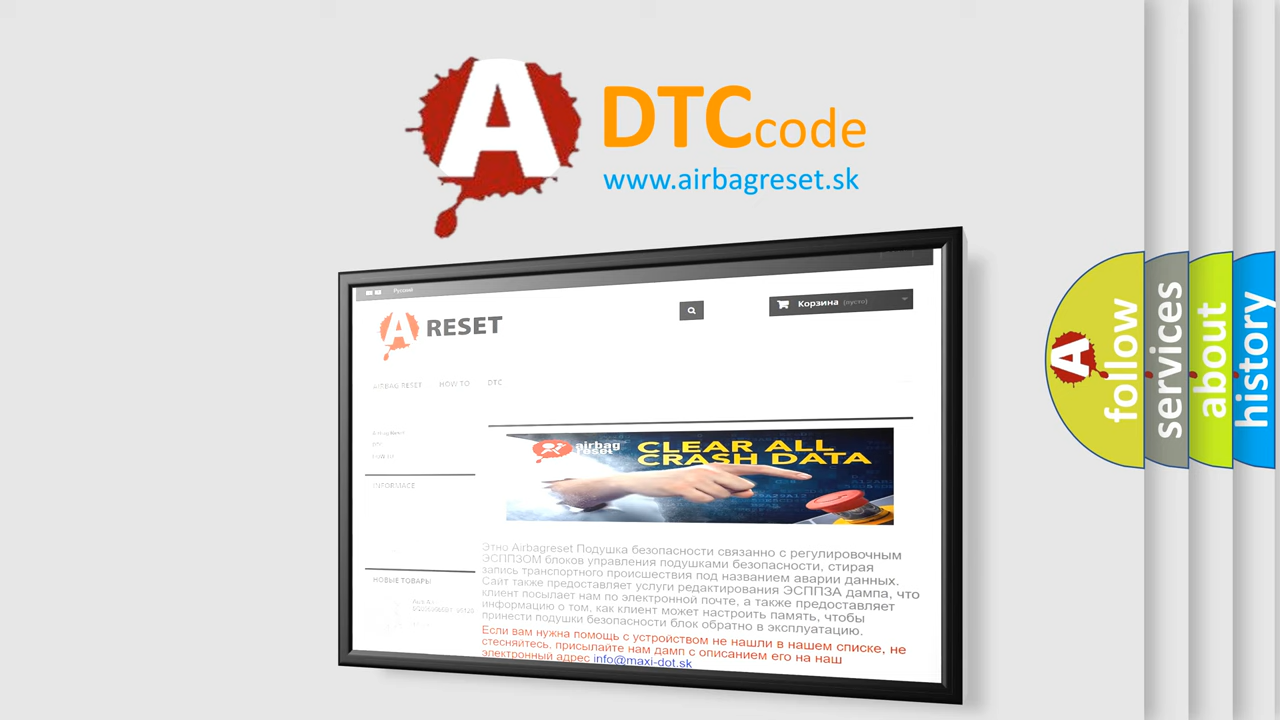 A
DTCcode
www.airbagreset.sk
Русский
Корзина (пусто)
A RESET
AIRBAG RESET HOW TO DTC
INFORMACE
airbag
reset
CLEAR ALL
CRASH DATA
НОВЫЕ ТОВАРЫ
Этно Airbagreset Подушка безопасности связанно с регулировочным
ЭСППЗОМ блоков управления подушками безопасности, стирая
запись транспортного происшествия под названием аварии данных.
Сайт также предоставляет услуги редактирования ЭСППЗА дампа, что
клиент посылает нам по электронной почте, а также предоставляет
информацию о том, как клиент может настроить память, чтобы
принести подушки безопасности блок обратно в эксплуатацию.
Если вам нужна помощь с устройством не нашли в нашем списке, не
стесняйтесь, присылайте нам дамп с описанием его на наш
электронный адрес info@maxi-dot.sk
A
follow
services
about
history